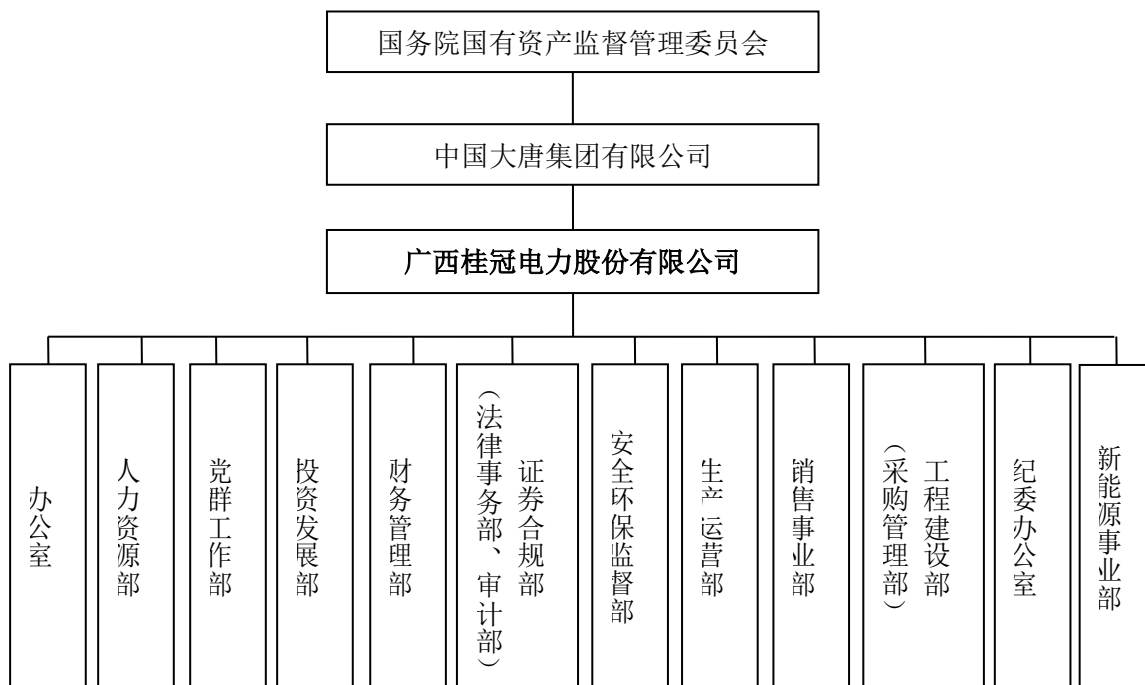 国务院国有资产监督管理委员会
中国大唐集团有限公司
广西桂冠电力股份有限公司
办公室
人力资源部
党群工作部
投资发展部
财务管理部
证券合规部
（法律事务部、审计部）
安全环保监督部
生产运营部
销售事业部
工程建设部
（采购管理部）
纪委办公室
新能源事业部